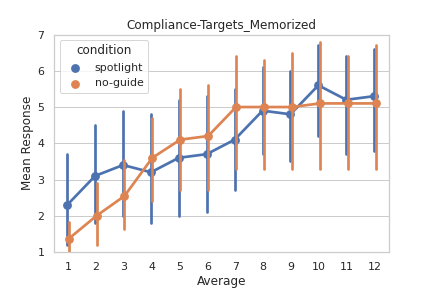 Compliance-Targets_Memorized
7
6
5
4
3
2
1
Mean Response
condition
spotlight
no-guide
1 2 3 4 5 6 7 8 9 10 11 12
Average